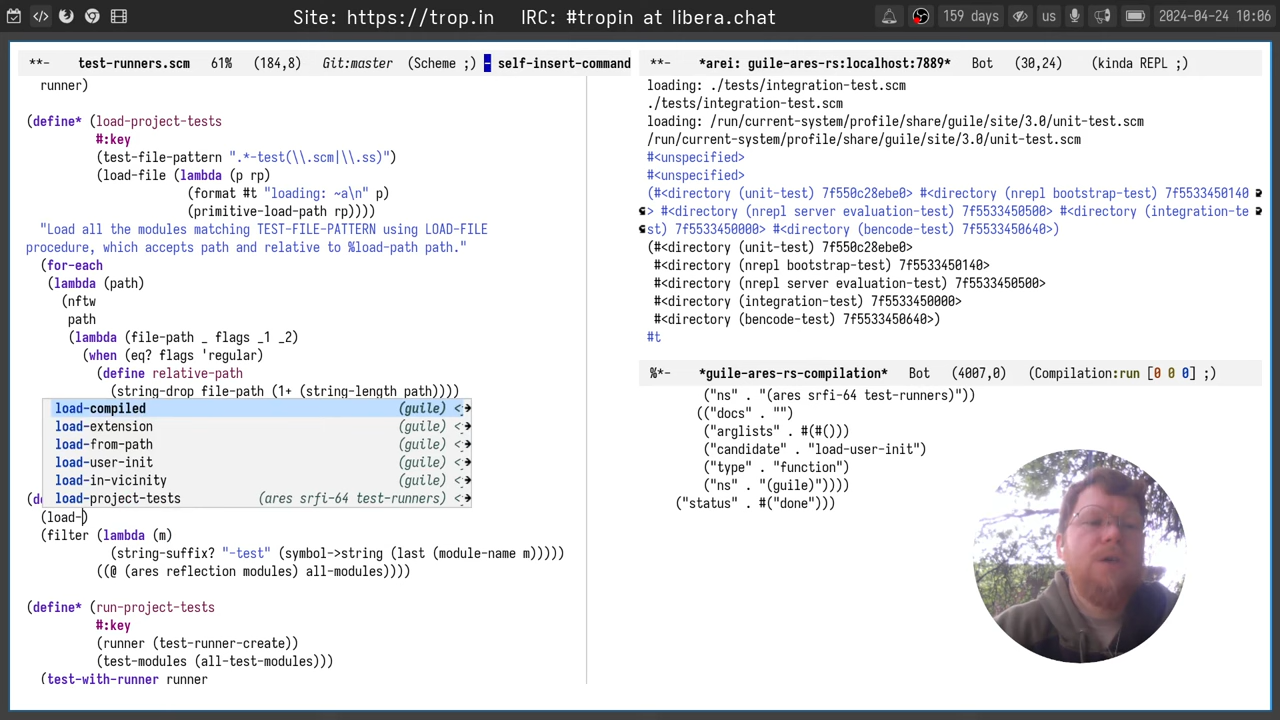 Site: https://trop.in IRC: #tropin at libera.chat
159 days us 2024-04-24 10:06
**- test-runners.scm 61% (184,8) Git:master (Scheme ;) - self-insert-command
runner)
(define* (load-project-tests
#:key
(test-file-pattern ".*-test(\\.scm|\\.ss)")
(load-file (lambda (p rp)
(format #t "loading: ~a\n" p)
(primitive-load-path rp))))
"Load all the modules matching TEST-FILE-PATTERN using LOAD-FILE
procedure, which accepts path and relative to %load-path path."
(for-each
(lambda (path)
(nftw
path
(lambda (file-path _ flags _1 _2)
(when (eq? flags 'regular)
(define relative-path
(string-drop file-path (1+ (string-length path))))
load-compiled (guile) <
load-extension (guile) <
load-from-path (guile) <
load-user-init (guile) <
load-in-vicinity (guile) <
load-project-tests (ares srfi-64 test-runners) <
(de
(load-)
(filter (lambda (m)
(string-suffix? "-test" (symbol->string (last (module-name m)))))
((@ (ares reflection modules) all-modules))))
(define* (run-project-tests
#:key
(runner (test-runner-create))
(test-modules (all-test-modules)))
(test-with-runner runner
**- *arei: guile-ares-rs:localhost:7889* Bot (30,24) (kinda REPL ;)
loading: ./tests/integration-test.scm
./tests/integration-test.scm
loading: /run/current-system/profile/share/guile/site/3.0/unit-test.scm
/run/current-system/profile/share/guile/site/3.0/unit-test.scm
#<unspecified>
#<unspecified>
(#<directory (unit-test) 7f550c28ebe0> #<directory (nrepl bootstrap-test) 7f5533450140
> #<directory (nrepl server evaluation-test) 7f5533450500> #<directory (integration-te
st) 7f5533450000> #<directory (bencode-test) 7f5533450640>)
(#<directory (unit-test) 7f550c28ebe0>
#<directory (nrepl bootstrap-test) 7f5533450140>
#<directory (nrepl server evaluation-test) 7f5533450500>
#<directory (integration-test) 7f5533450000>
#<directory (bencode-test) 7f5533450640>)
#t
%*- *guile-ares-rs-compilation* Bot (4007,0) (Compilation:run [0 0 0] ;)
("ns" . "(ares srfi-64 test-runners)"))
(("docs" . "")
("arglists" . #(#()))
("candidate" . "load-user-init")
("type" . "function")
("ns" . "(guile)"))))
("status" . #("done")))